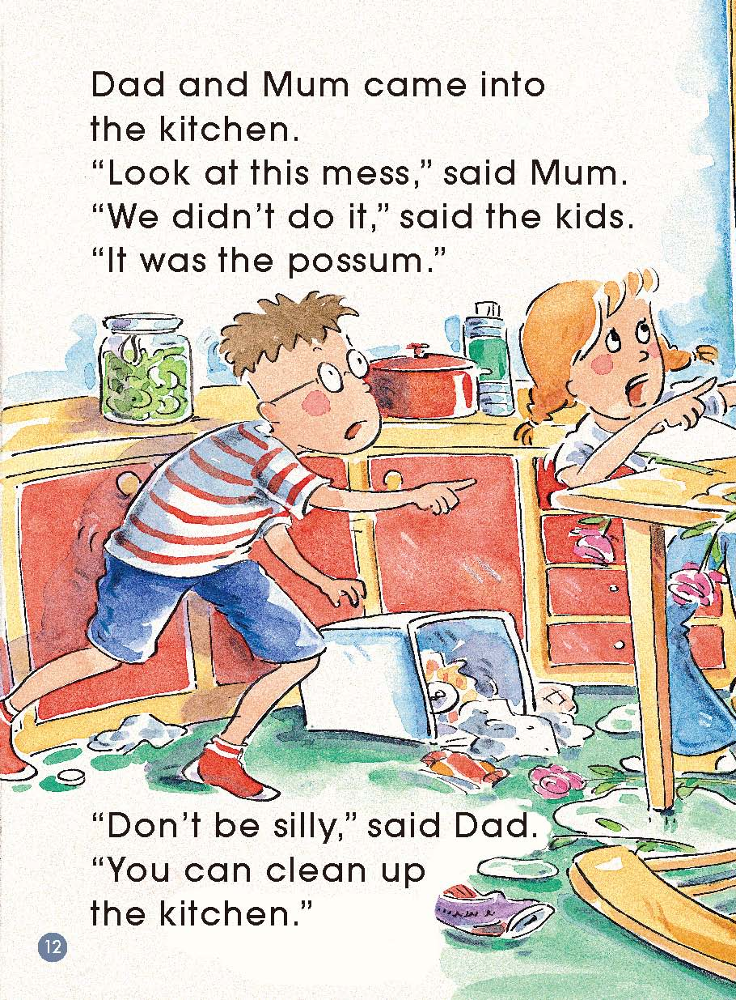 Dad and Mum came into
the kitchen.
“Look at this mess,” said Mum.
“We didn’t do it,” said the kids.
“It was the possum.”
“Don’t be silly,” said Dad.
“You can clean up
the kitchen.”
12